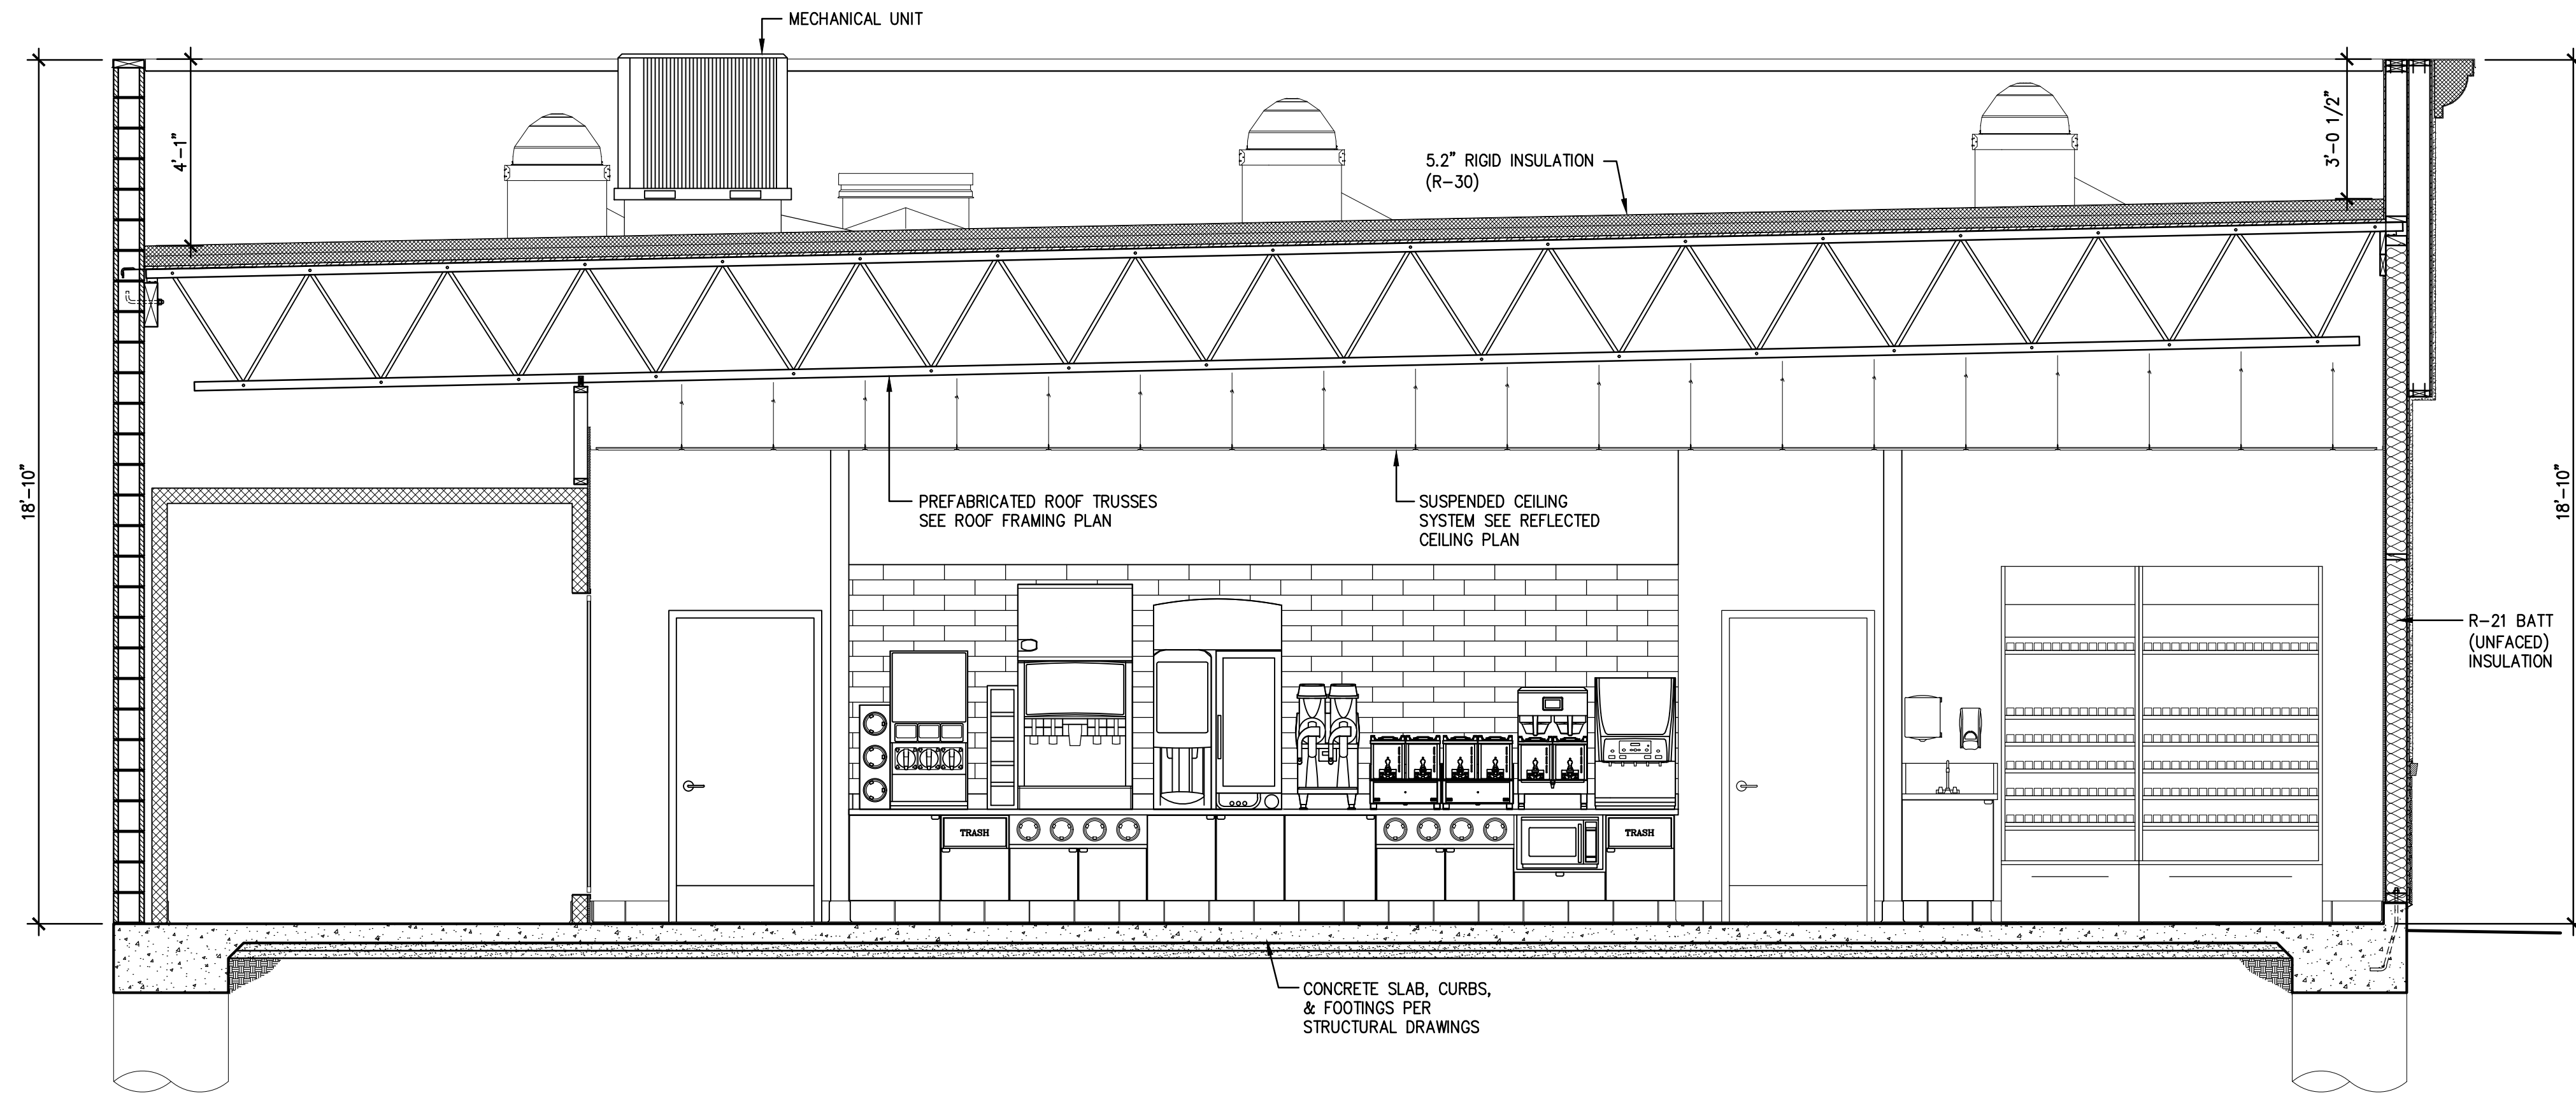 MECHANICAL UNIT
4'-1"
3'-0 1/2"
5.2" RIGID INSULATION
(R-30)
18'-10"
18'-10"
PREFABRICATED ROOF TRUSSES
SEE ROOF FRAMING PLAN
SUSPENDED CEILING
SYSTEM SEE REFLECTED
CEILING PLAN
R-21 BATT
(UNFACED)
INSULATION
TRASH
TRASH
CONCRETE SLAB, CURBS,
& FOOTINGS PER
STRUCTURAL DRAWINGS